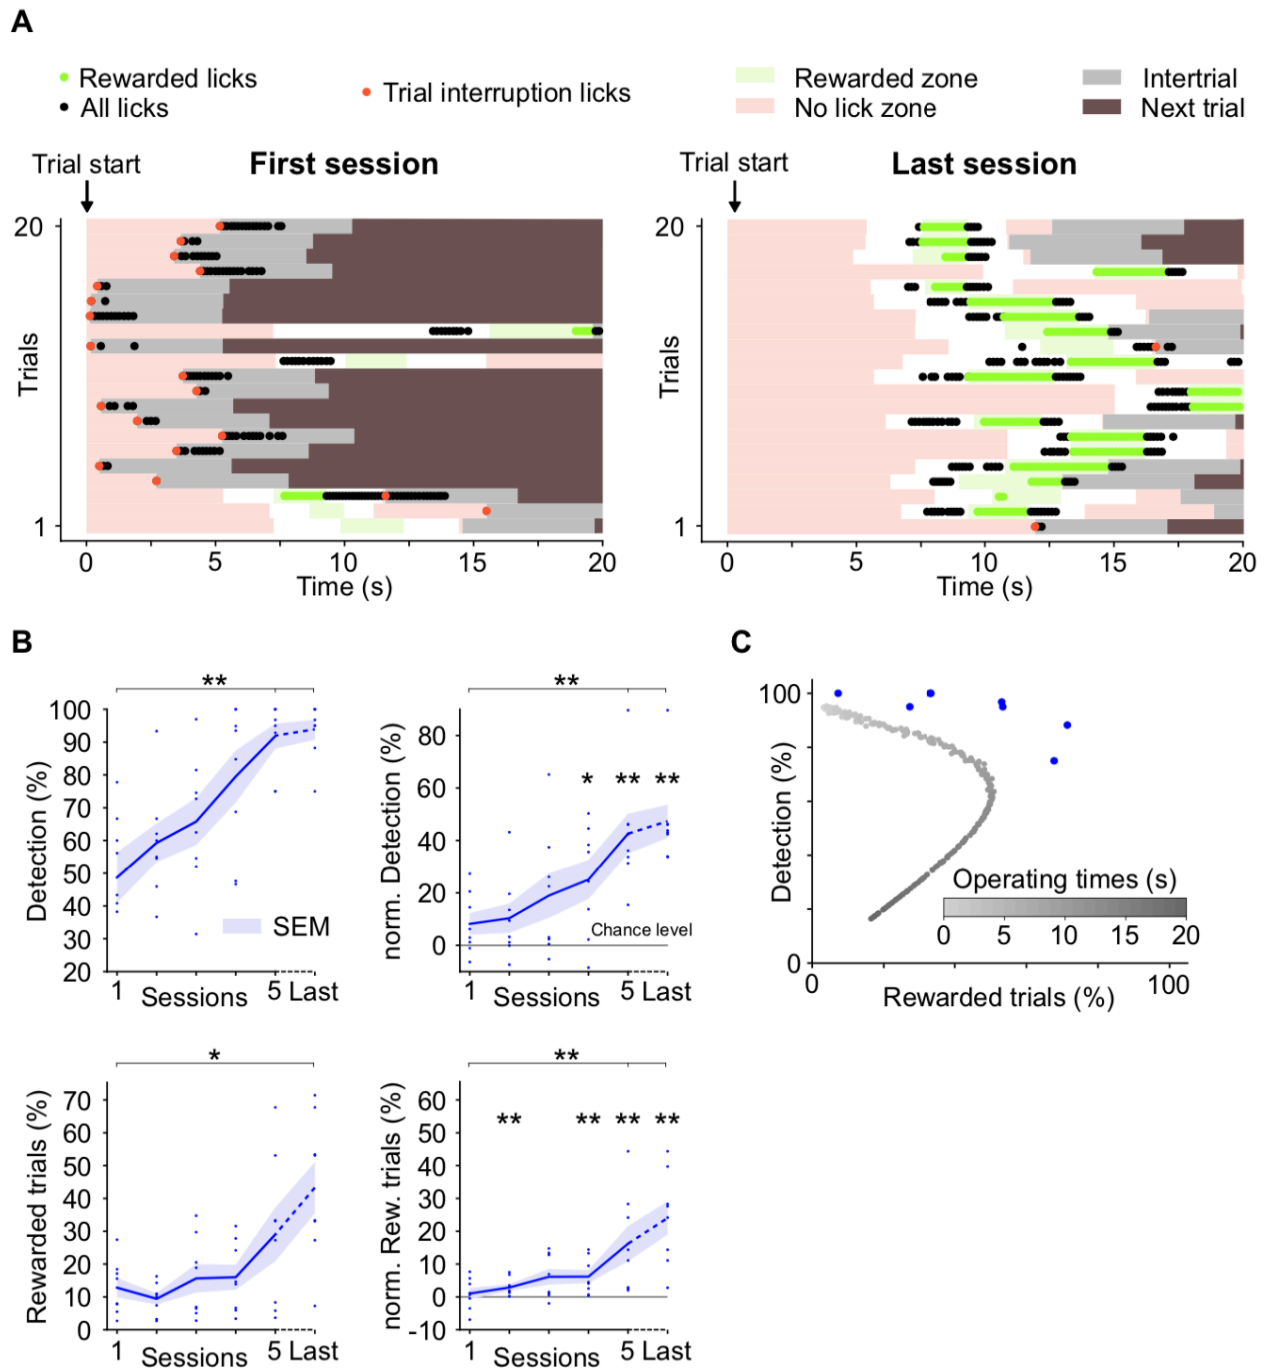 A
Rewarded licks
All licks
Trial interruption licks
Rewarded zone
No lick zone
Intertrial
Next trial
Trial start
First session
Trial start
Last session
20
Trials
1
0 5 10 15 20
Time (s)
20
Trials
1
0 5 10 15 20
Time (s)
B
**
100
90
80
70
60
50
40
30
20
Detection (%)
SEM
1 Sessions 5 Last
**
80
60
40
20
0
norm. Detection (%)
* ** **
Chance level
1 Sessions 5 Last
C
100
0
Detection (%)
Operating times (s)
0 5 10 15 20
0 100
Rewarded trials (%)
*
70
60
50
40
30
20
10
0
Rewarded trials (%)
1 Sessions 5 Last
**
60
50
40
30
20
10
0
-10
norm. Rew. trials (%)
** ** ** **
1 Sessions 5 Last